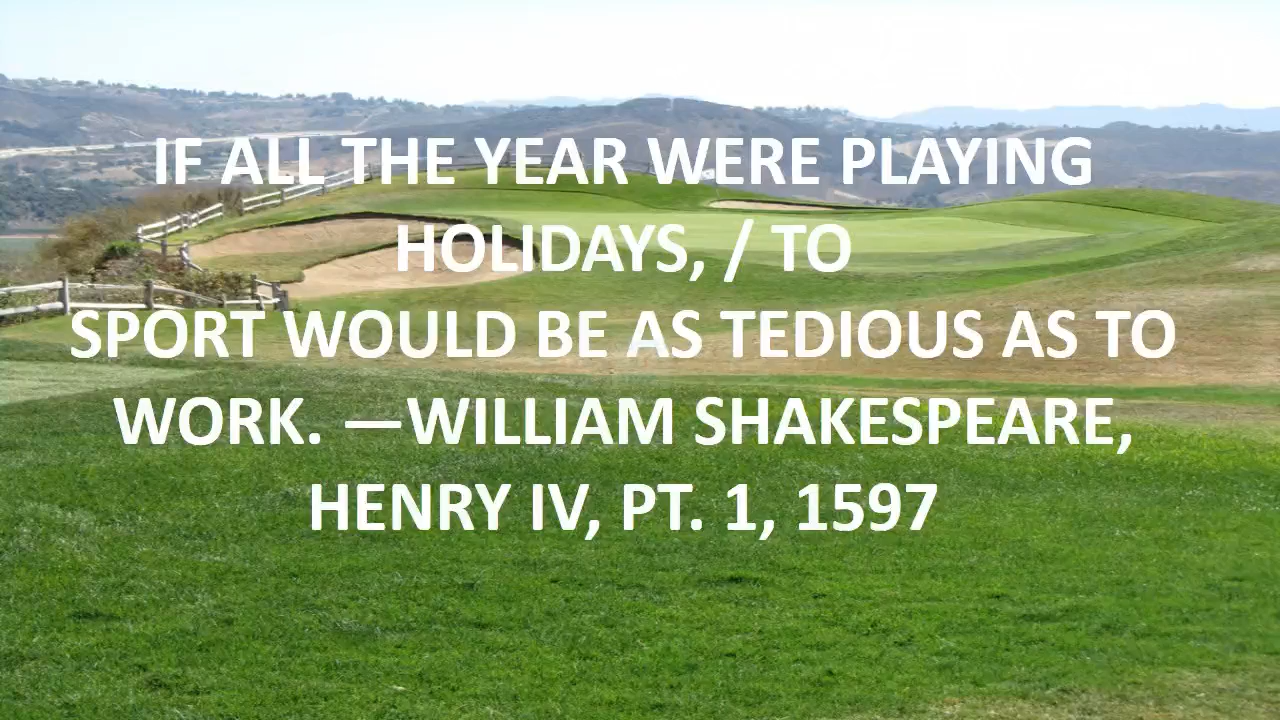 IF ALL THE YEAR WERE PLAYING
HOLIDAYS, / TO
SPORT WOULD BE AS TEDIOUS AS TO
WORK. —WILLIAM SHAKESPEARE,
HENRY IV, PT. 1, 1597